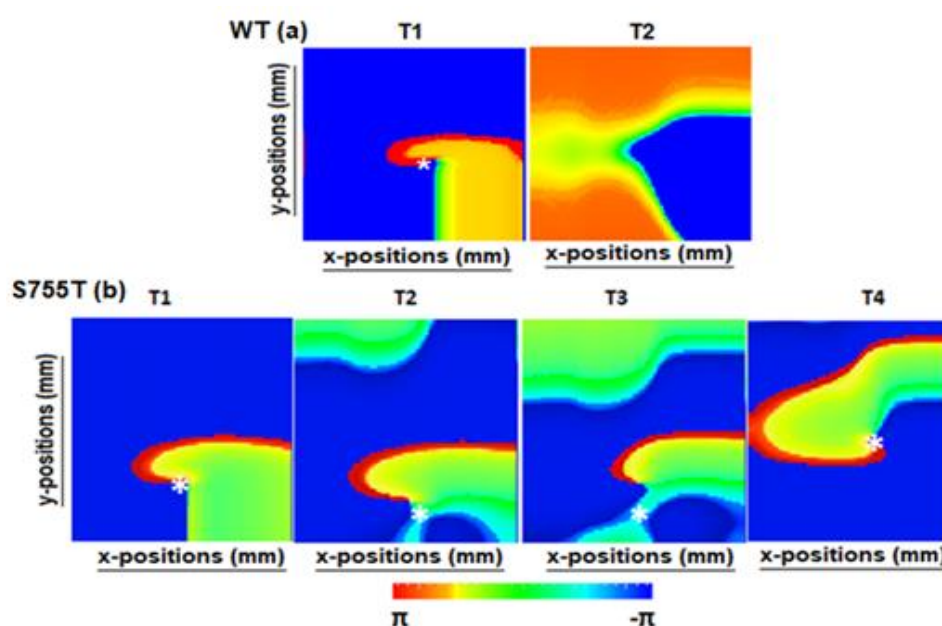 WT (a) T1 T2
y-positions (mm)
x-positions (mm) x-positions (mm)
S755T (b) T1 T2 T3 T4
y-positions (mm)
x-positions (mm) x-positions (mm) x-positions (mm) x-positions (mm)
π -π